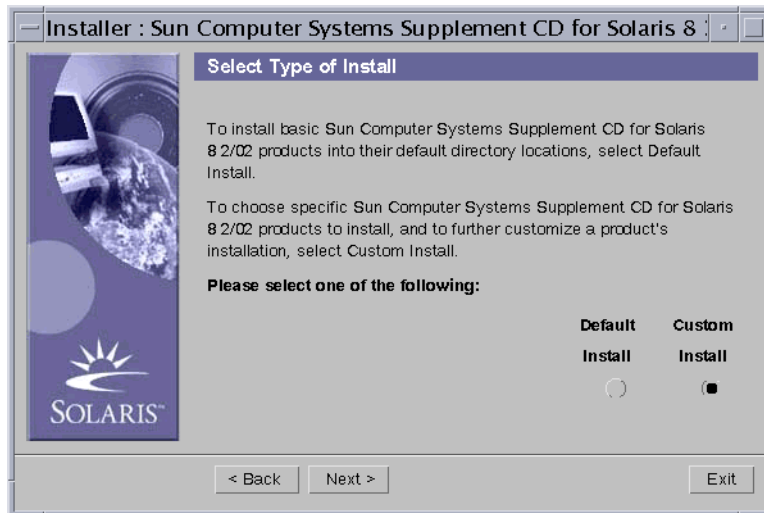 Installer : Sun Computer Systems Supplement CD for Solaris 8
Select Type of Install
To install basic Sun Computer Systems Supplement CD for Solaris
8 2/02 products into their default directory locations, select Default
Install.
To choose specific Sun Computer Systems Supplement CD for Solaris
8 2/02 products to install, and to further customize a product's
installation, select Custom Install.
Please select one of the following:
Default Custom
Install Install
SOLARIS™
< Back Next > Exit